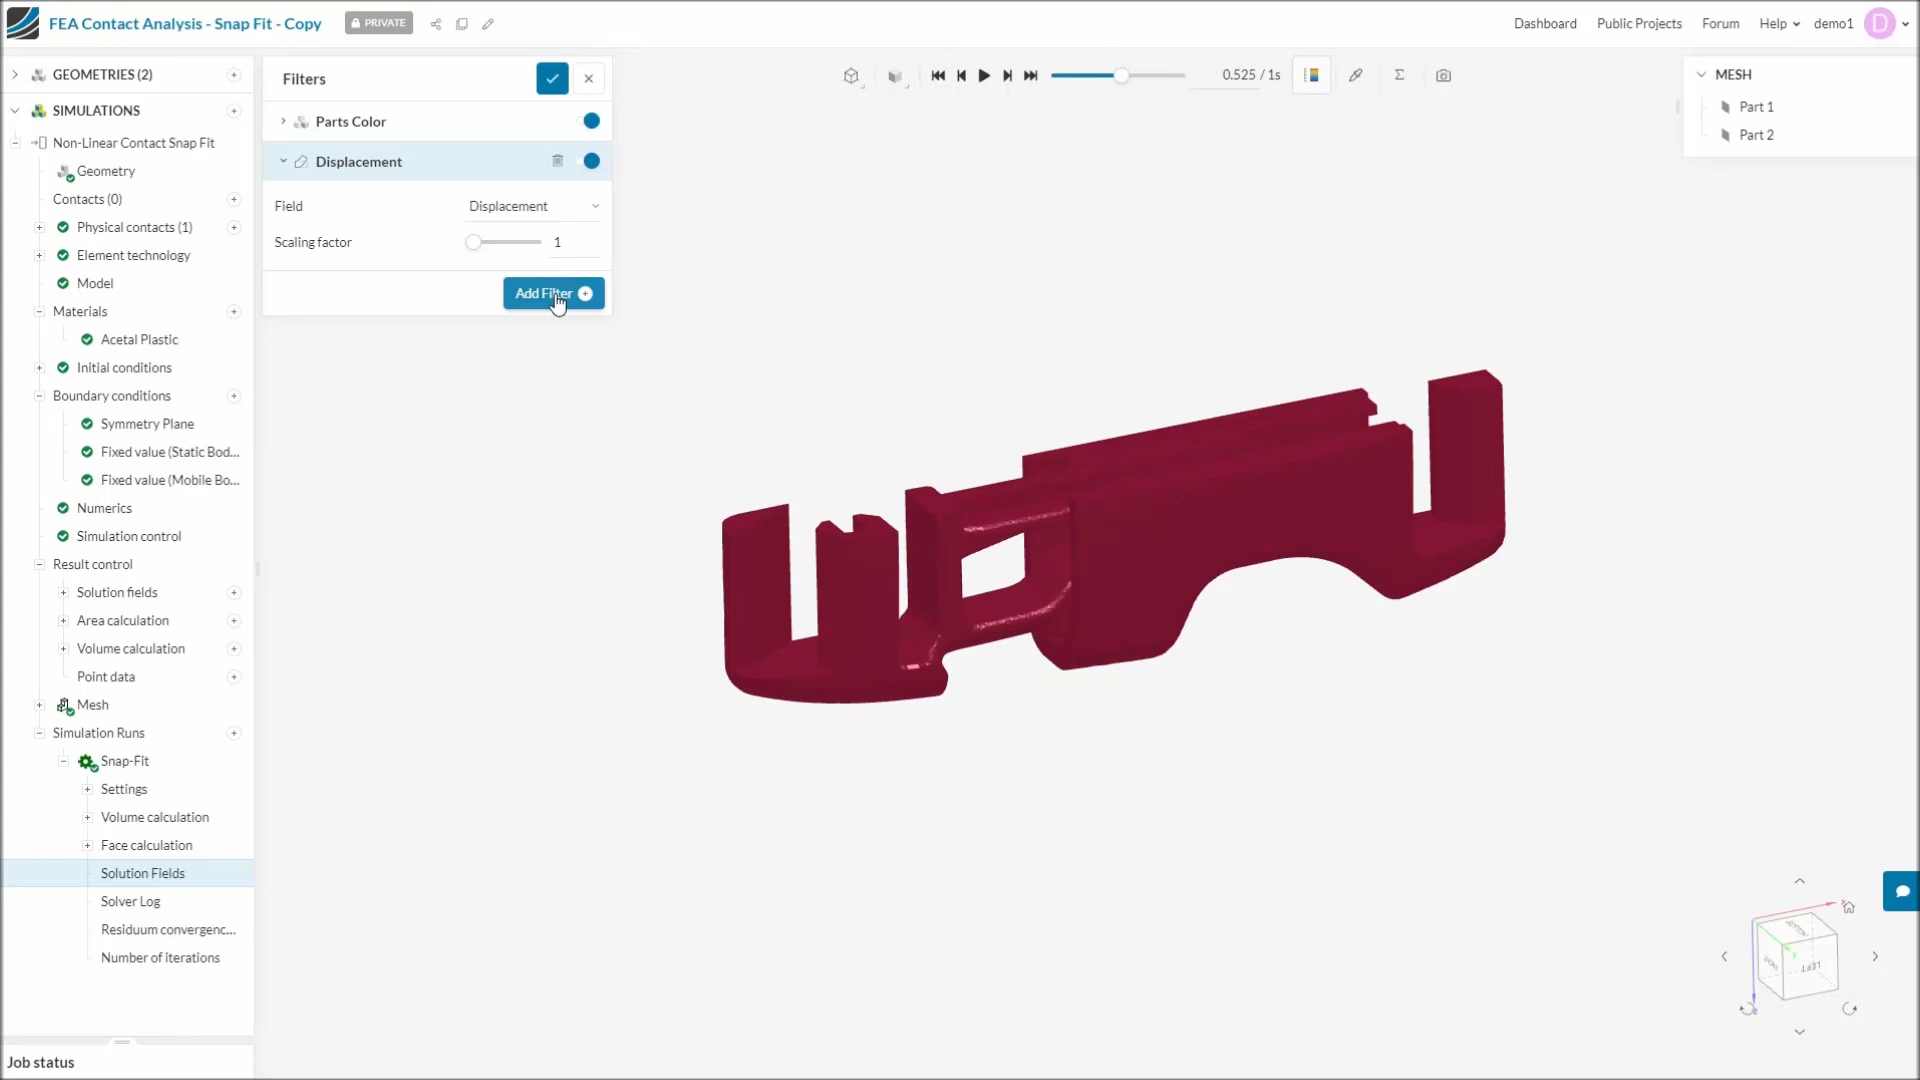 FEA Contact Analysis - Snap Fit - Copy
PRIVATE
Dashboard
Public Projects
Forum
Help
demo1
D
GEOMETRIES (2)
SIMULATIONS
Non-Linear Contact Snap Fit
Geometry
Contacts (0)
Physical contacts (1)
Element technology
Model
Materials
Acetal Plastic
Initial conditions
Boundary conditions
Symmetry Plane
Fixed value (Static Bod...
Fixed value (Mobile Bo...
Numerics
Simulation control
Result control
Solution fields
Area calculation
Volume calculation
Point data
Mesh
Simulation Runs
Snap-Fit
Settings
Volume calculation
Face calculation
Solution Fields
Solver Log
Residuum convergenc...
Number of iterations
Job status
Filters
Parts Color
Displacement
Field
Displacement
Scaling factor
1
Add Filter
0.525 / 1s
Σ
MESH
Part 1
Part 2
BOTTOM
LEFT